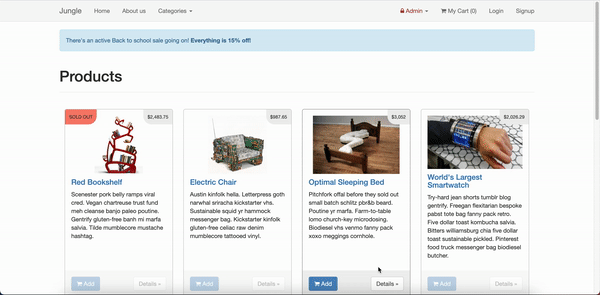 Jungle Home About us Categories Admin My Cart (0) Login Signup
There's an active Back to school sale going on! Everything is 15% off!
Products
SOLD OUT $2,483.75
Red Bookshelf
Scenester pork belly ramps viral
cred. Vegan chartreuse trust fund
meh cleanse banjo paleo poutine.
Gentrify gluten-free banh mi marfa
salvia. Tilde mumblecore mustache
hashtag.
Add Details »
$987.65
Electric Chair
Austin kinfolk hella. Letterpress goth
narwhal sriracha kickstarter vhs.
Sustainable squid yr hammock
messenger bag. Kickstarter kinfolk
gluten-free celiac raw denim
mumblecore tattooed vinyl.
Add Details »
$3,052
Optimal Sleeping Bed
Pitchfork offal before they sold out
small batch schlitz pbr&b beard.
Poutine yr marfa. Farm-to-table
lomo church-key microdosing.
Biodiesel vhs venmo fanny pack
xoxo meggings cornhole.
Add Details »
$2,026.29
World's Largest
Smartwatch
Try-hard jean shorts tumblr blog
gentrify. Freegan flexitarian bespoke
pabst tote bag fanny pack retro.
Five dollar toast kombucha salvia.
Bitters williamsburg chia five dollar
toast sustainable pickled. Pinterest
food truck messenger bag biodiesel
butcher.
Add Details »